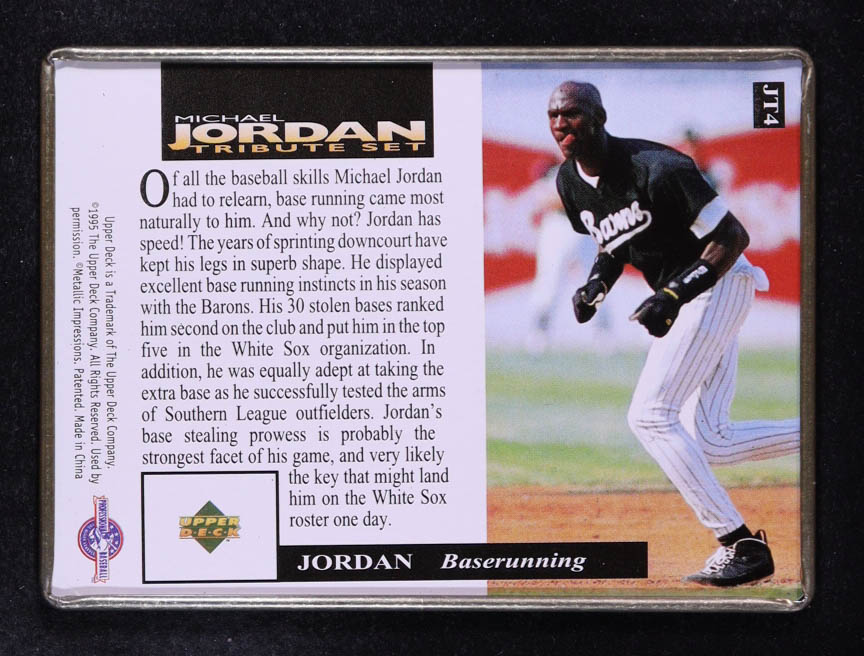 MICHAEL
JORDAN
TRIBUTE SET
JT4
Of all the baseball skills Michael Jordan
had to relearn, base running came most
naturally to him. And why not? Jordan has
speed! The years of sprinting downcourt have
kept his legs in superb shape. He displayed
excellent base running instincts in his season
with the Barons. His 30 stolen bases ranked
him second on the club and put him in the top
five in the White Sox organization. In
addition, he was equally adept at taking the
extra base as he successfully tested the arms
of Southern League outfielders. Jordan's
base stealing prowess is probably the
strongest facet of his game, and very likely
the key that might land
him on the White Sox
roster one day.
UPPER
D·E·C·K
JORDAN Baserunning
Barons
Upper Deck is a Trademark of The Upper Deck Company.
©1995 The Upper Deck Company. All Rights Reserved. Used by
permission. ©Metallic Impressions. Patented. Made in China
PROFESSIONAL BASEBALL